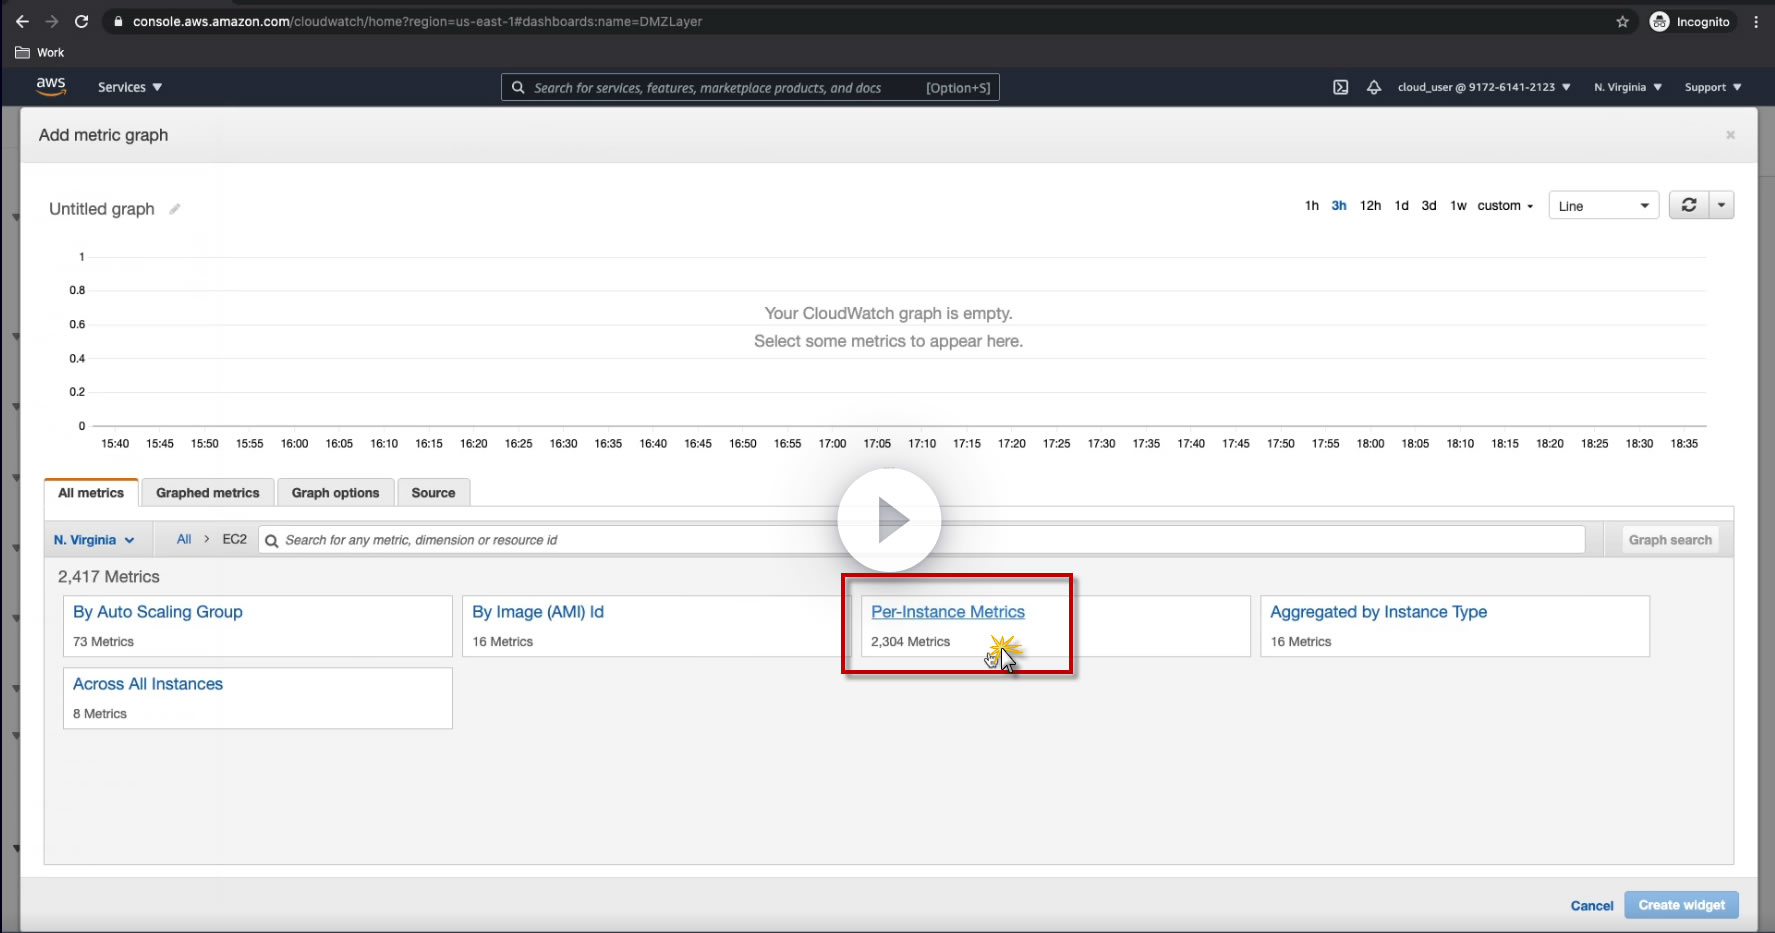 console.aws.amazon.com/cloudwatch/home?region=us-east-1#dashboards:name=DMZLayer
Incognito
Work
aws
Services
Search for services, features, marketplace products, and docs
[Option+S]
cloud_user @ 9172-6141-2123
N. Virginia
Support
Add metric graph
×
Untitled graph
1h 3h 12h 1d 3d 1w custom
Line
1
0.8
0.6
0.4
0.2
0
Your CloudWatch graph is empty.
Select some metrics to appear here.
15:40 15:45 15:50 15:55 16:00 16:05 16:10 16:15 16:20 16:25 16:30 16:35 16:40 16:45 16:50 16:55 17:00 17:05 17:10 17:15 17:20 17:25 17:30 17:35 17:40 17:45 17:50 17:55 18:00 18:05 18:10 18:15 18:20 18:25 18:30 18:35
All metrics
Graphed metrics
Graph options
Source
N. Virginia
All > EC2
Search for any metric, dimension or resource id
Graph search
2,417 Metrics
By Auto Scaling Group
73 Metrics
By Image (AMI) Id
16 Metrics
Per-Instance Metrics
2,304 Metrics
Aggregated by Instance Type
16 Metrics
Across All Instances
8 Metrics
Cancel
Create widget